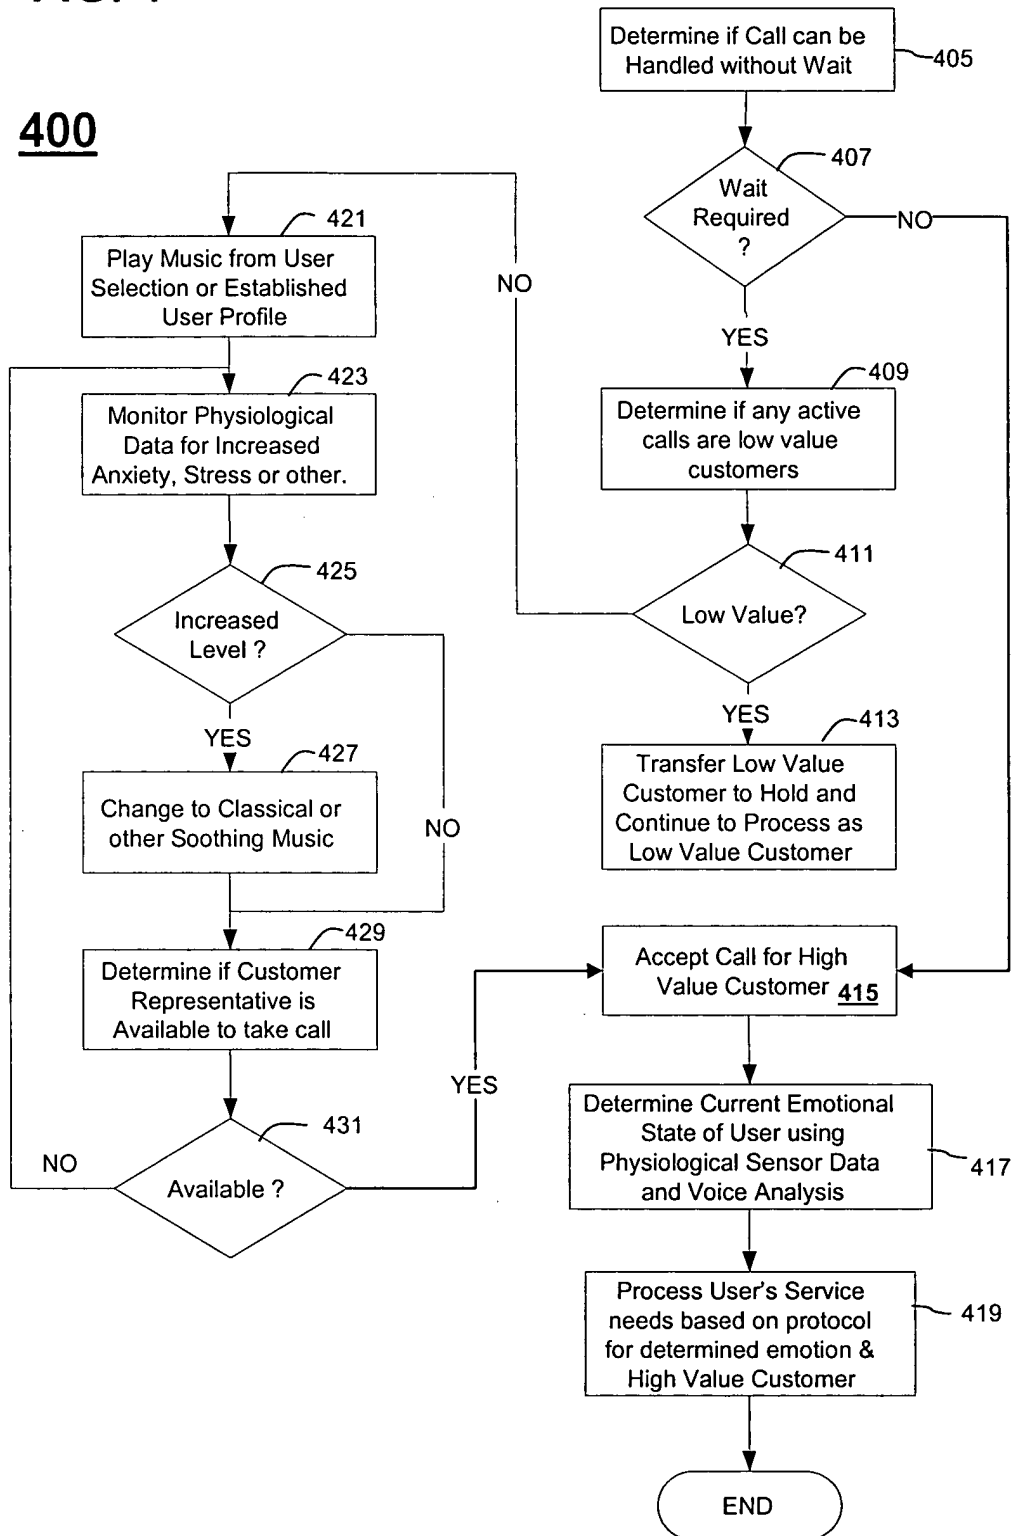 400
Determine if Call can be
Handled without Wait
405
407
Wait
Required
?
NO
YES
409
Determine if any active
calls are low value
customers
411
Low Value?
NO
YES
413
Transfer Low Value
Customer to Hold and
Continue to Process as
Low Value Customer
421
Play Music from User
Selection or Established
User Profile
423
Monitor Physiological
Data for Increased
Anxiety, Stress or other.
425
Increased
Level ?
YES
NO
427
Change to Classical or
other Soothing Music
429
Determine if Customer
Representative is
Available to take call
431
Available ?
NO
YES
Accept Call for High
Value Customer 415
Determine Current Emotional
State of User using
Physiological Sensor Data
and Voice Analysis
417
Process User's Service
needs based on protocol
for determined emotion &
High Value Customer
419
END